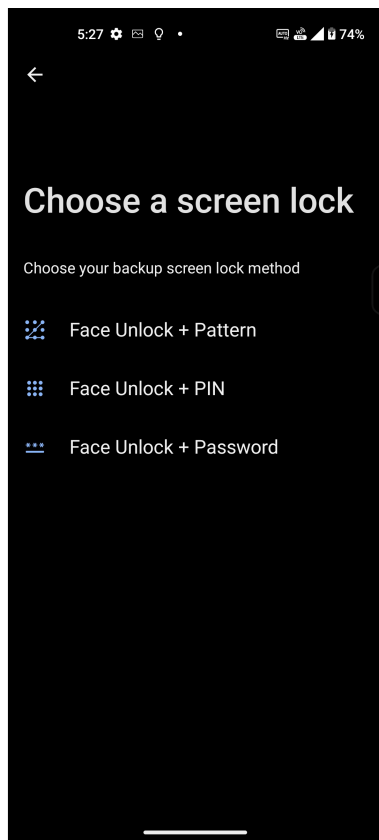 5:27
74%
Choose a screen lock
Choose your backup screen lock method
Face Unlock + Pattern
Face Unlock + PIN
Face Unlock + Password